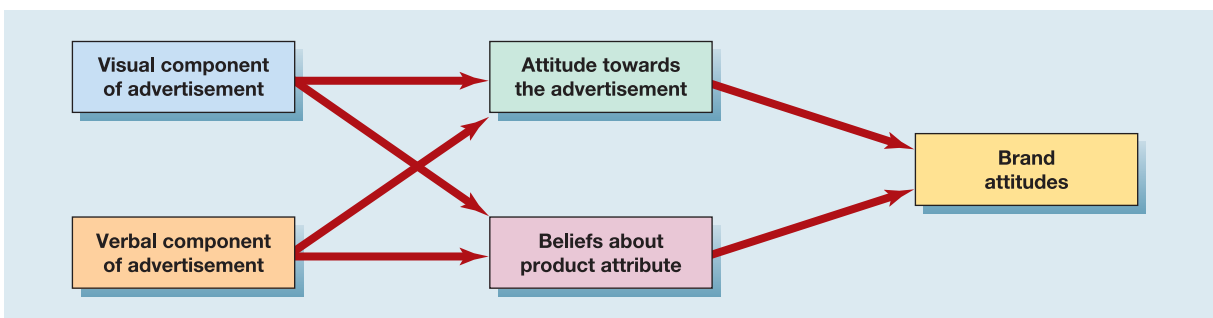 Visual component
of advertisement
Attitude towards
the advertisement
Brand
attitudes
Verbal component
of advertisement
Beliefs about
product attribute